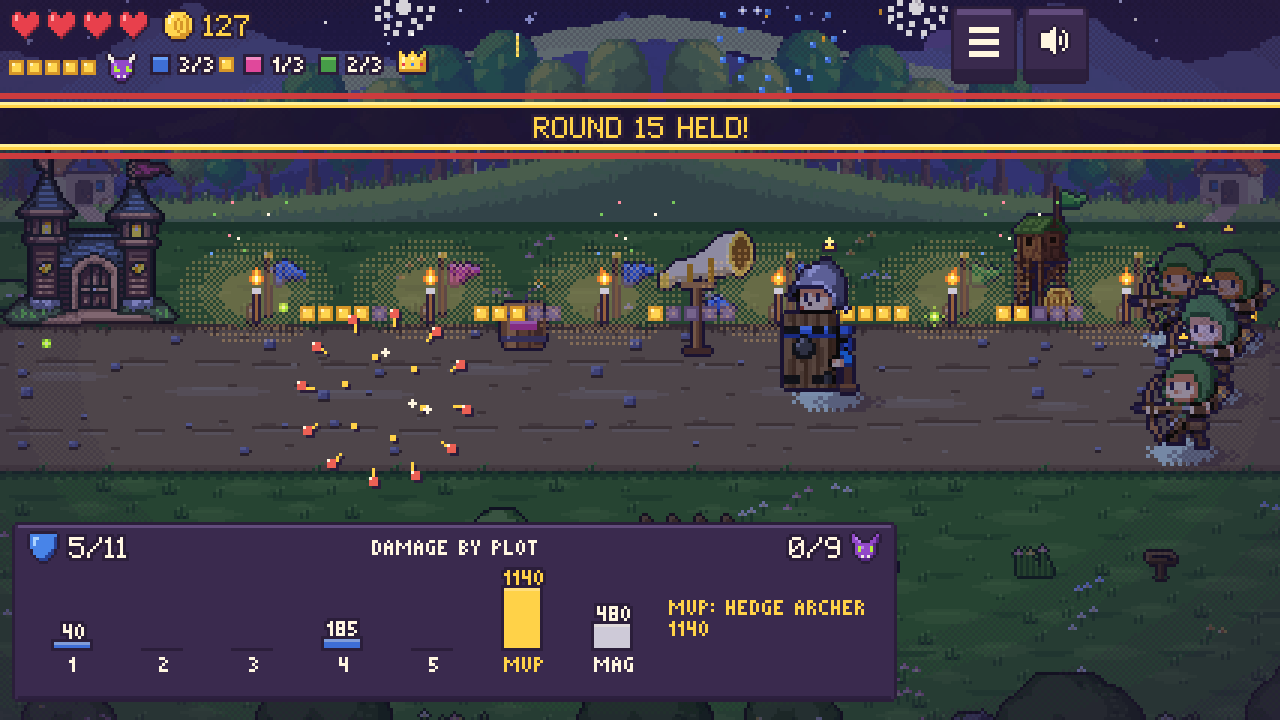 127
3/3 1/3 2/3
ROUND 15 HELD!
5/11 DAMAGE BY PLOT 0/9
40 185 1140 480
1 2 3 4 5 MVP MAG
MVP: HEDGE ARCHER
1140